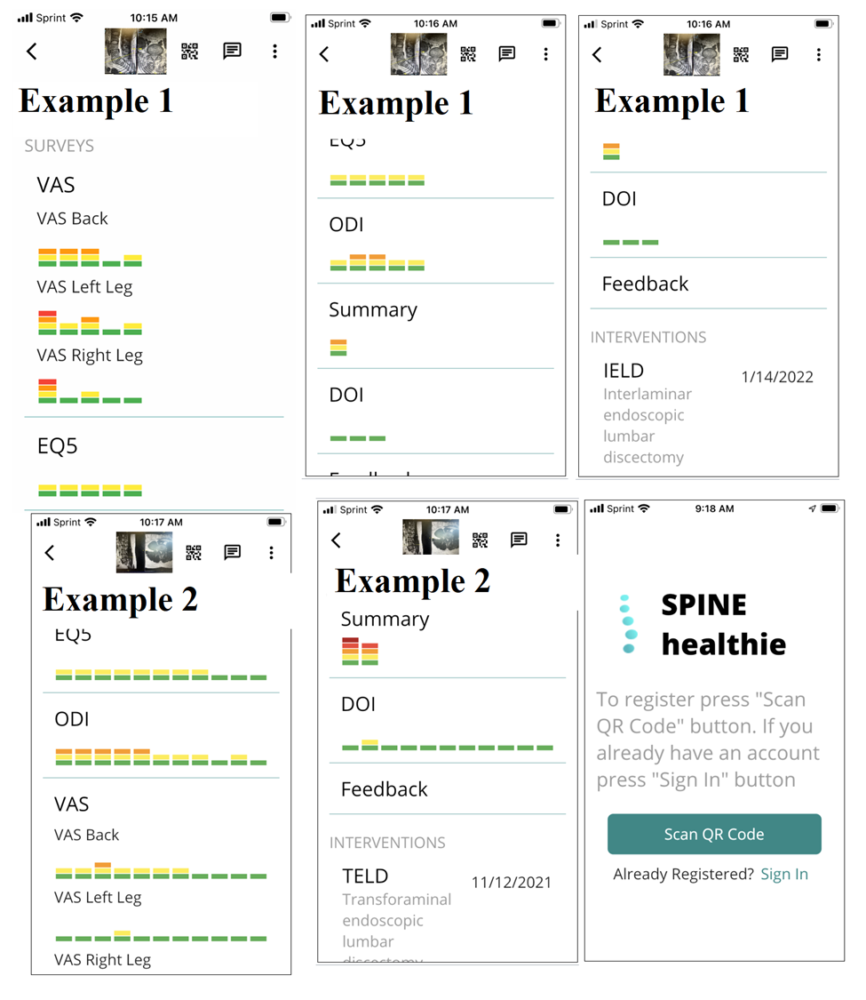 Sprint 10:15 AM
Example 1
SURVEYS
VAS
VAS Back
VAS Left Leg
VAS Right Leg
EQ5
Sprint 10:16 AM
Example 1
EQ5
ODI
Summary
DOI
Feedback
Sprint 10:16 AM
Example 1
DOI
Feedback
INTERVENTIONS
IELD 1/14/2022
Interlaminar
endoscopic
lumbar
discectomy
Sprint 10:17 AM
Example 2
EQ5
ODI
VAS
VAS Back
VAS Left Leg
VAS Right Leg
Sprint 10:17 AM
Example 2
Summary
DOI
Feedback
INTERVENTIONS
TELD 11/12/2021
Transforaminal
endoscopic
lumbar
discectomy
Sprint 9:18 AM
SPINE
healthie
To register press "Scan
QR Code" button. If you
already have an account
press "Sign In" button
Scan QR Code
Already Registered? Sign In